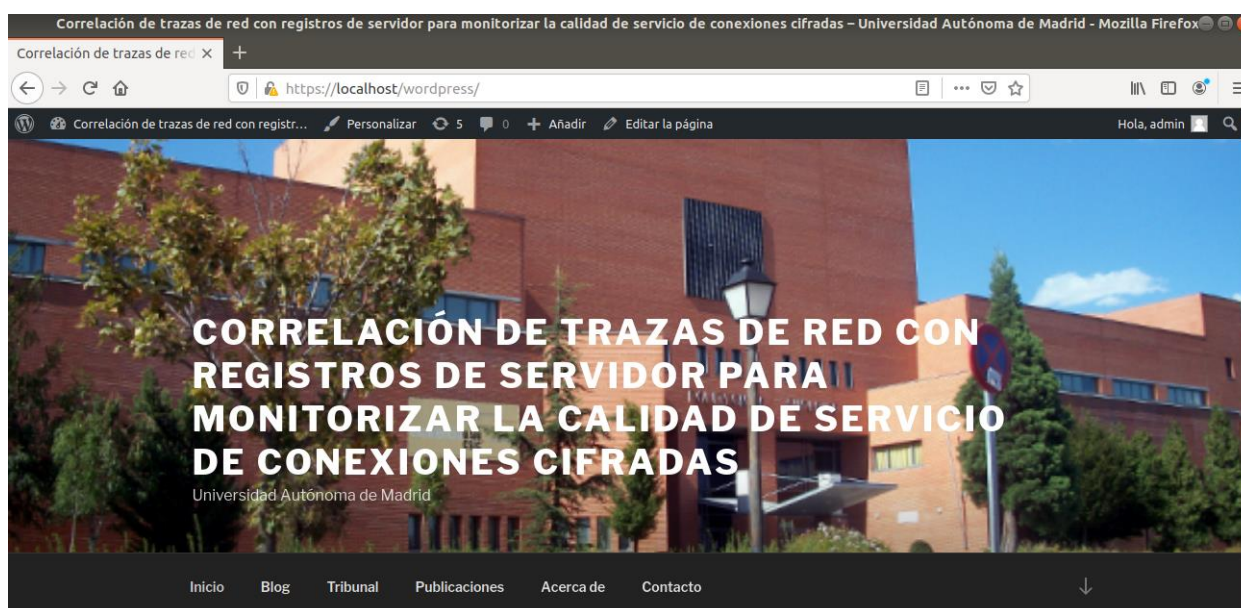 Correlación de trazas de red con registros de servidor para monitorizar la calidad de servicio de conexiones cifradas – Universidad Autónoma de Madrid - Mozilla Firefox
Correlación de trazas de red
https://localhost/wordpress/
Correlación de trazas de red con registr... Personalizar 5 0 Añadir Editar la página Hola, admin
CORRELACIÓN DE TRAZAS DE RED CON
REGISTROS DE SERVIDOR PARA
MONITORIZAR LA CALIDAD DE SERVICIO
DE CONEXIONES CIFRADAS
Universidad Autónoma de Madrid
Inicio Blog Tribunal Publicaciones Acerca de Contacto